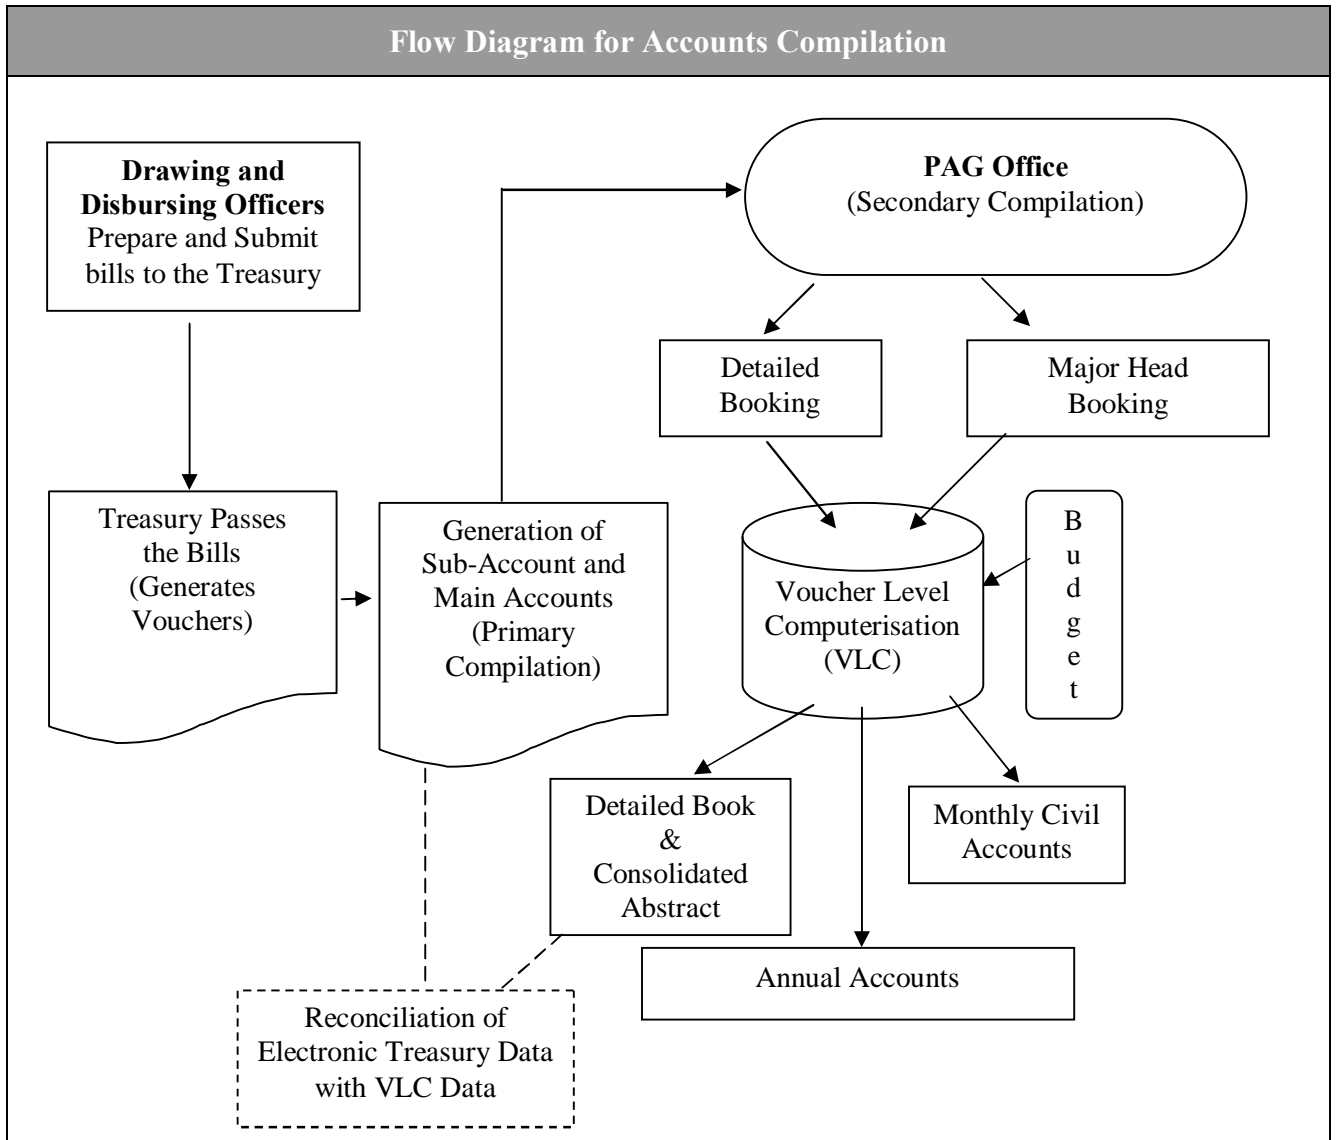 Flow Diagram for Accounts Compilation
Drawing and
Disbursing Officers
Prepare and Submit
bills to the Treasury
PAG Office
(Secondary Compilation)
Detailed
Booking
Major Head
Booking
Treasury Passes
the Bills
(Generates
Vouchers)
Generation of
Sub-Account and
Main Accounts
(Primary
Compilation)
Voucher Level
Computerisation
(VLC)
B
u
d
g
e
t
Detailed Book
&
Consolidated
Abstract
Monthly Civil
Accounts
Annual Accounts
Reconciliation of
Electronic Treasury Data
with VLC Data